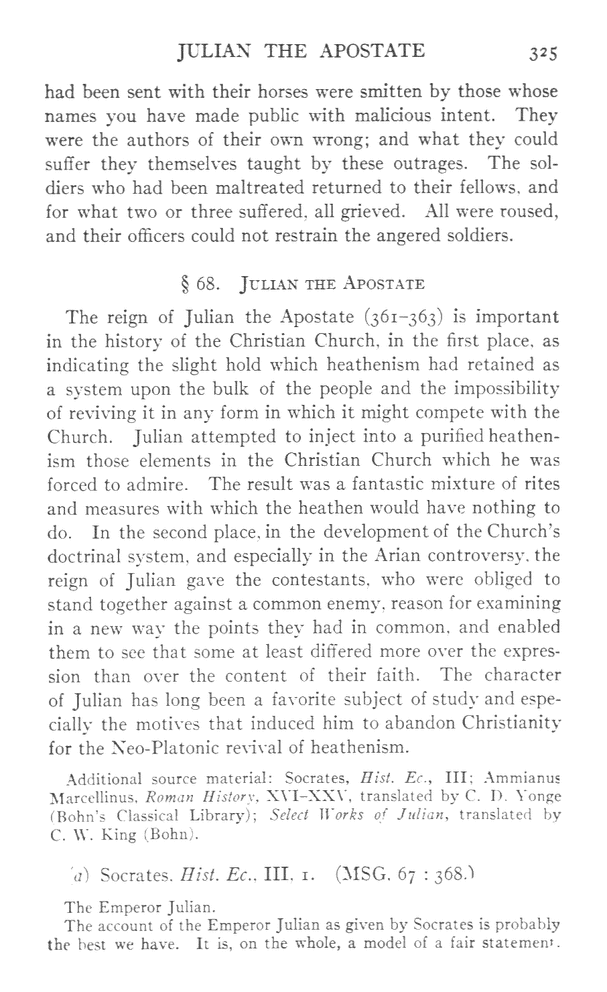 JULIAN THE APOSTATE 325
had been sent with their horses were smitten by those whose
names you have made public with malicious intent. They
were the authors of their own wrong; and what they could
suffer they themselves taught by these outrages. The sol-
diers who had been maltreated returned to their fellows, and
for what two or three suffered, all grieved. All were roused,
and their officers could not restrain the angered soldiers.
§ 68. JULIAN THE APOSTATE
The reign of Julian the Apostate (361–363) is important
in the history of the Christian Church, in the first place, as
indicating the slight hold which heathenism had retained as
a system upon the bulk of the people and the impossibility
of reviving it in any form in which it might compete with the
Church. Julian attempted to inject into a purified heathen-
ism those elements in the Christian Church which he was
forced to admire. The result was a fantastic mixture of rites
and measures with which the heathen would have nothing to
do. In the second place, in the development of the Church's
doctrinal system, and especially in the Arian controversy, the
reign of Julian gave the contestants, who were obliged to
stand together against a common enemy, reason for examining
in a new way the points they had in common, and enabled
them to see that some at least differed more over the expres-
sion than over the content of their faith. The character
of Julian has long been a favorite subject of study and espe-
cially the motives that induced him to abandon Christianity
for the Neo-Platonic revival of heathenism.
Additional source material: Socrates, Hist. Ec., III; Ammianus
Marcellinus, Roman History, XVI–XXV, translated by C. D. Yonge
(Bohn's Classical Library); Select Works of Julian, translated by
C. W. King (Bohn).
(a) Socrates, Hist. Ec., III, 1. (MSG, 67 : 368.)
The Emperor Julian.
The account of the Emperor Julian as given by Socrates is probably
the best we have. It is, on the whole, a model of a fair statement.